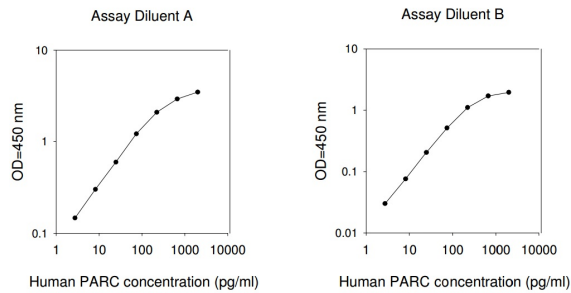 Assay Diluent A
10
1
0.1
OD=450 nm
1
10
100
1000
10000
Human PARC concentration (pg/ml)
Assay Diluent B
10
1
0.1
0.01
OD=450 nm
1
10
100
1000
10000
Human PARC concentration (pg/ml)